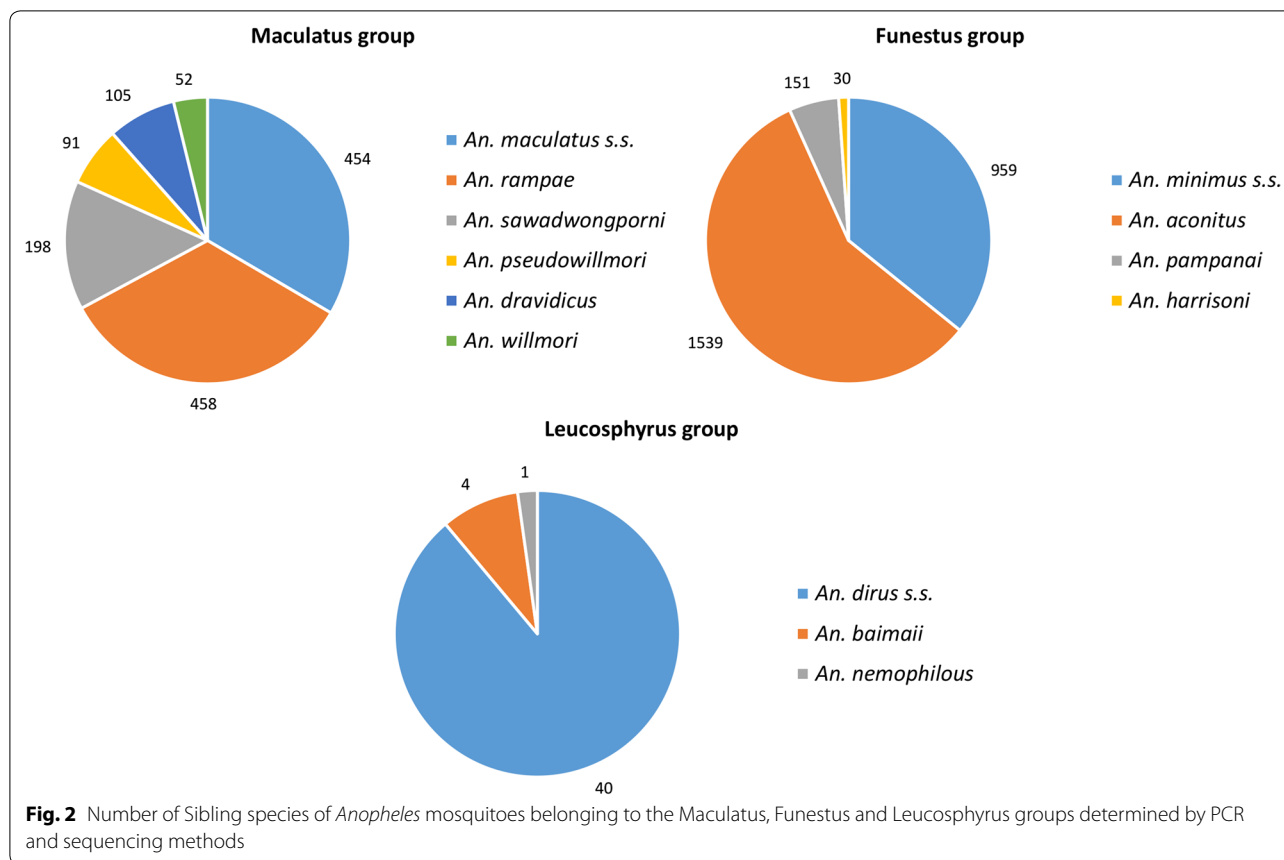 Maculatus group
52
105
91
198
454
458
An. maculatus s.s.
An. rampae
An. sawadwongporni
An. pseudowillmori
An. dravidicus
An. willmori
Funestus group
151
30
959
1539
An. minimus s.s.
An. aconitus
An. pampanai
An. harrisoni
Leucosphyrus group
4
1
40
An. dirus s.s.
An. baimaii
An. nemophilous
Fig. 2 Number of Sibling species of Anopheles mosquitoes belonging to the Maculatus, Funestus and Leucosphyrus groups determined by PCR
and sequencing methods